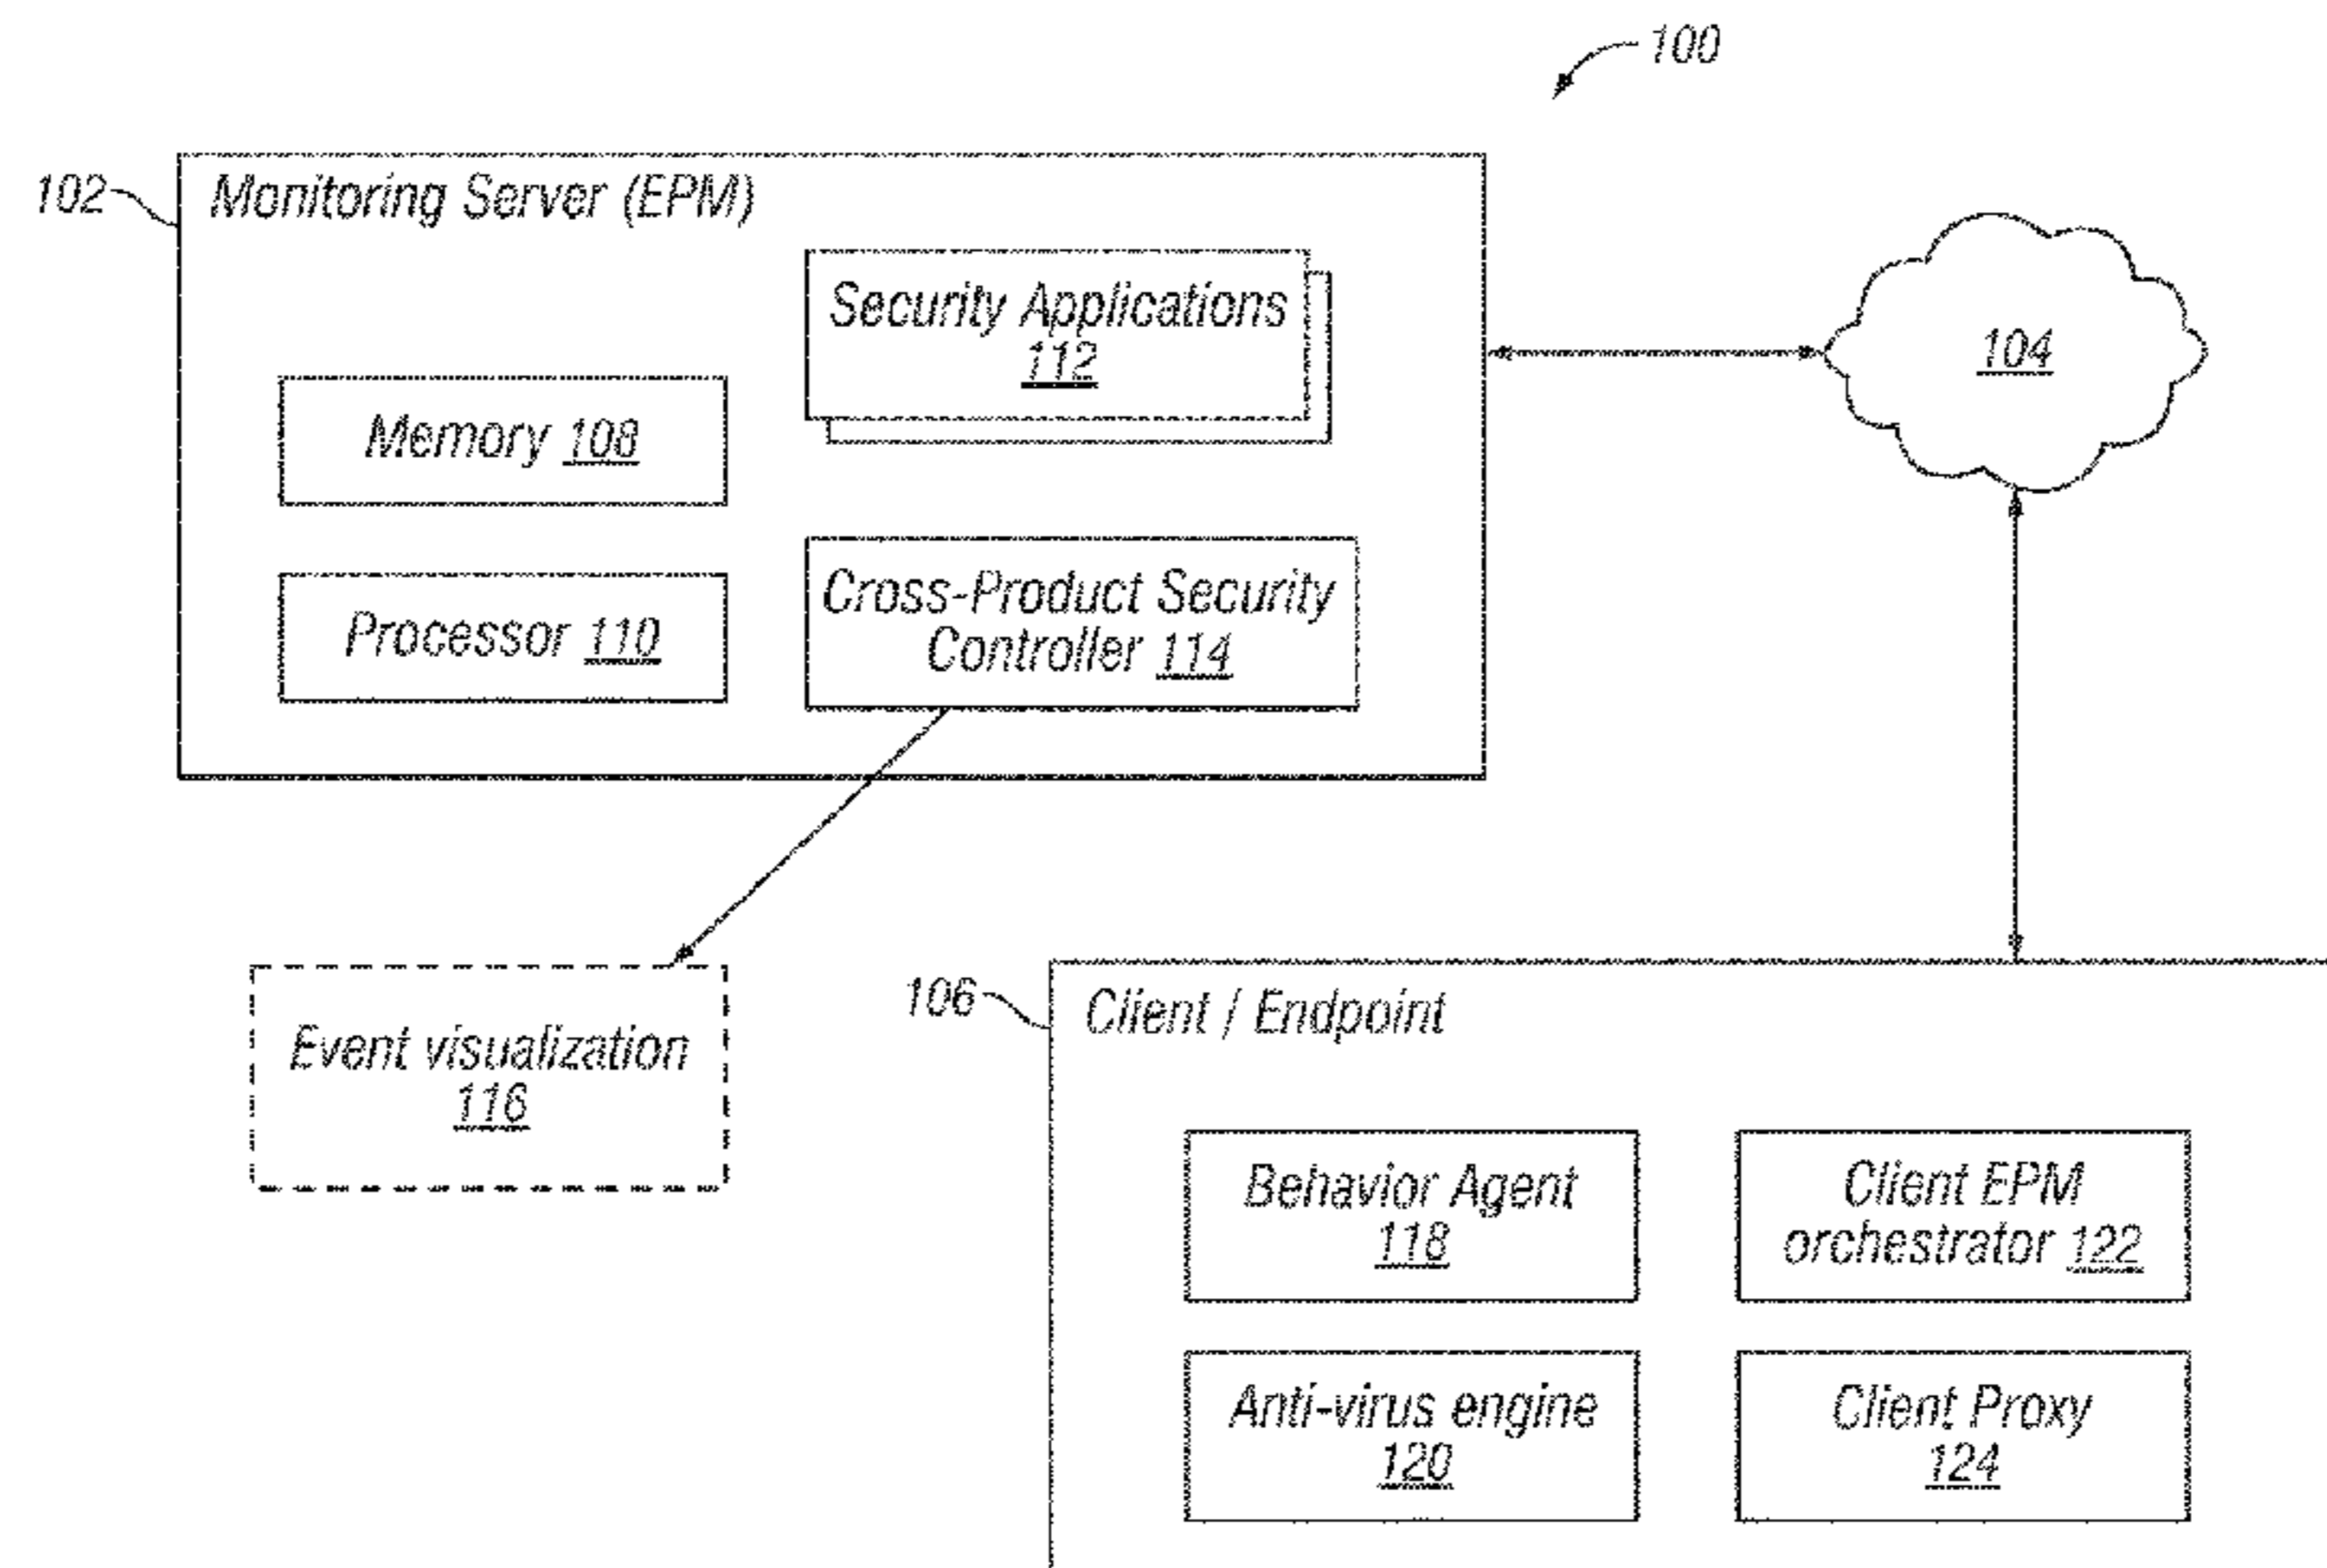 100
102
Monitoring Server (EPM)
Security Applications
112
104
Memory 108
Cross-Product Security
Controller 114
Processor 110
106
Client / Endpoint
Event visualization
116
Behavior Agent
118
Client EPM
orchestrator 122
Anti-virus engine
120
Client Proxy
124